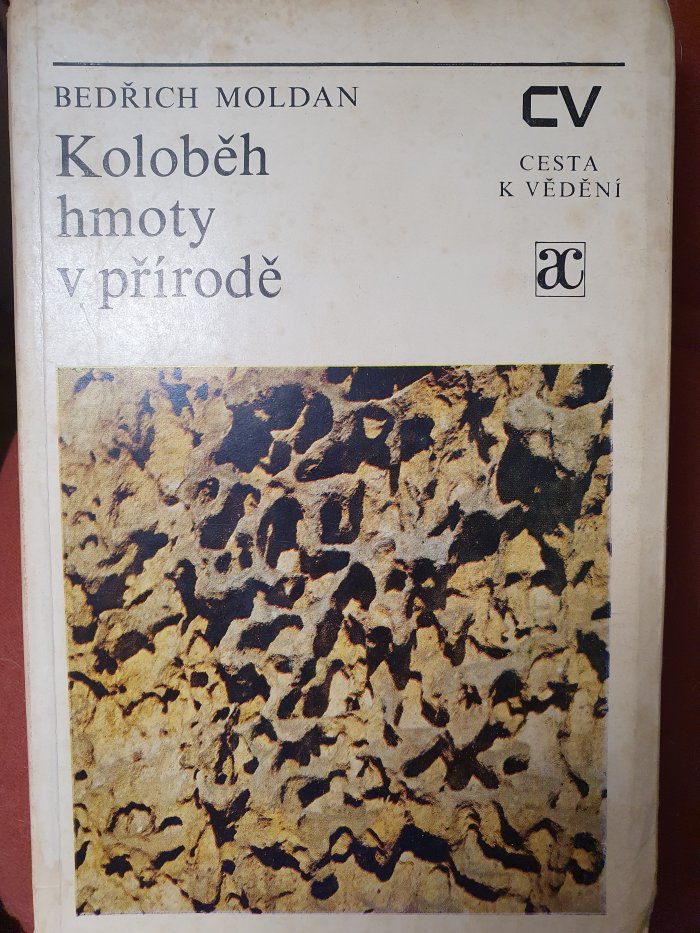 BEDŘICH MOLDAN
Koloběh
hmoty
v přírodě
CV
CESTA
K VĚDĚNÍ
ac